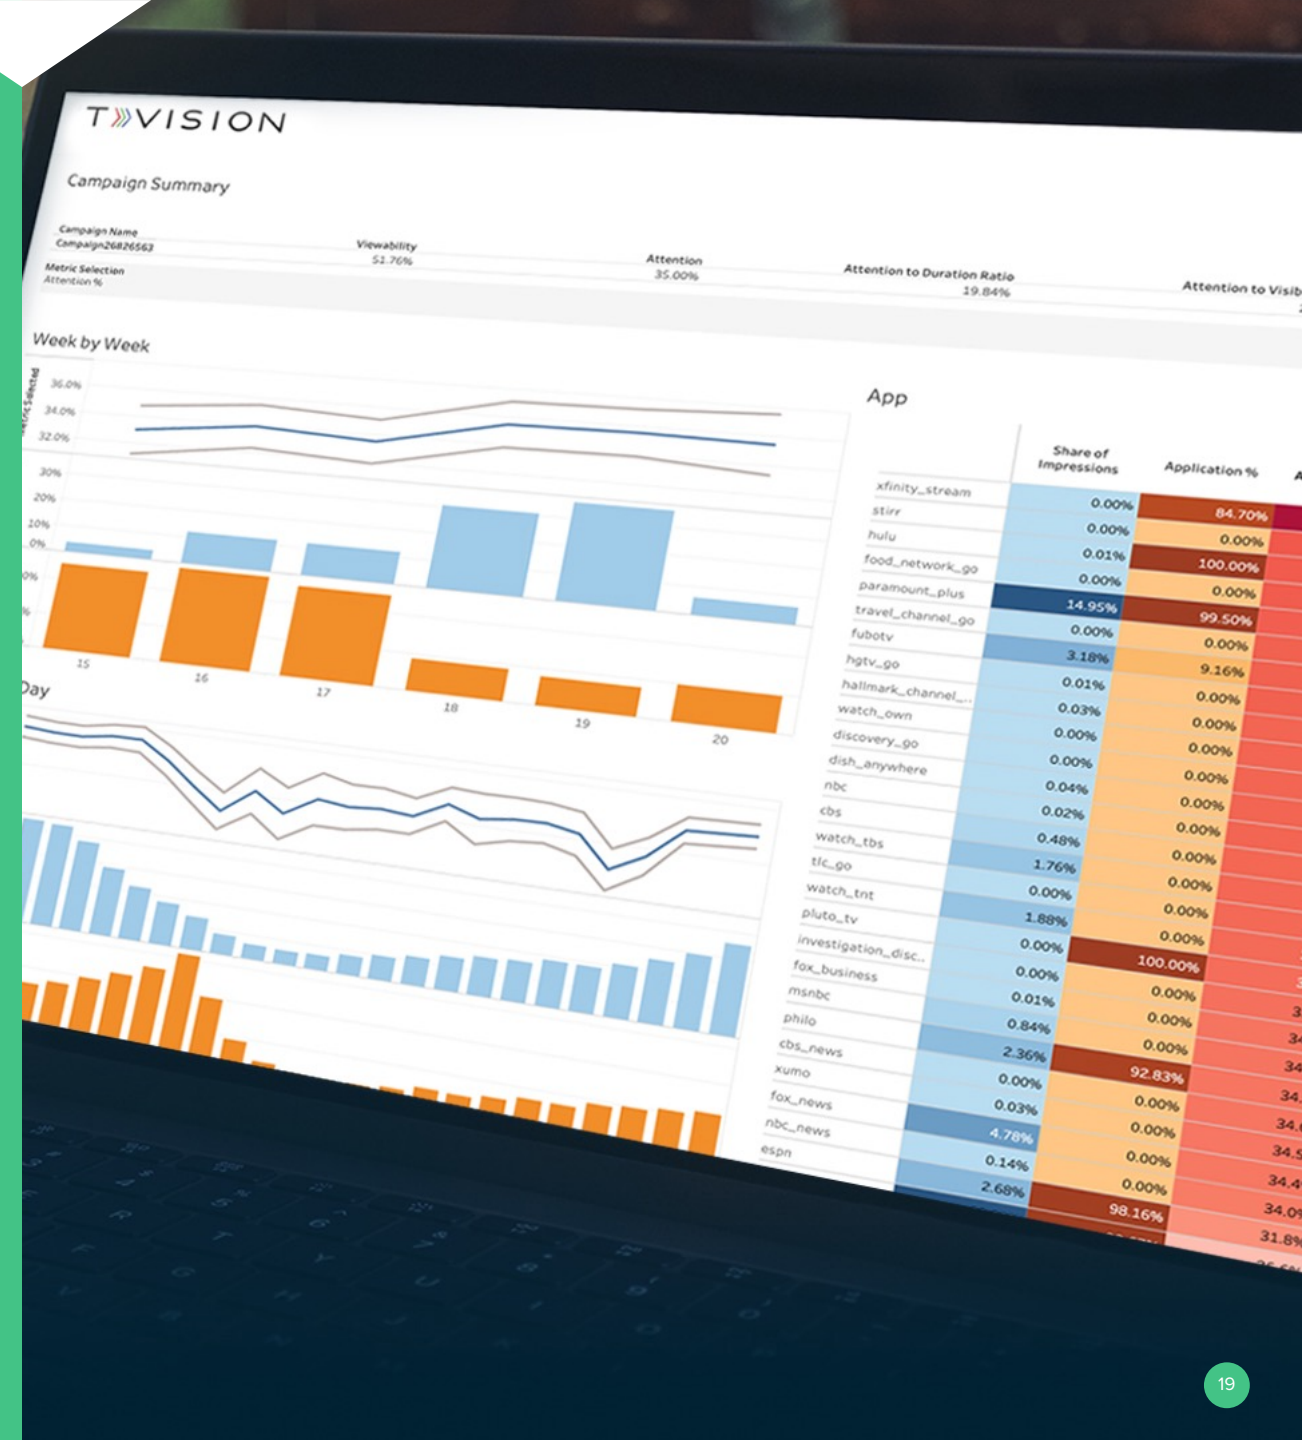 T》VISION
Campaign Summary
Campaign Name
Campaign26826563
Viewability
51.76%
Attention
35.00%
Attention to Duration Ratio
19.84%
Attention to Visib
Metric Selection
Attention %
Week by Week
36.0%
34.0%
32.0%
30%
20%
10%
0%
15
16
17
18
19
20
Day
App
Share of
Impressions
Application %
xfinity_stream
stirr
hulu
food_network_go
paramount_plus
travel_channel_go
fubotv
hgtv_go
hallmark_channel_..
watch_own
discovery_go
dish_anywhere
nbc
cbs
watch_tbs
tlc_go
watch_tnt
pluto_tv
investigation_disc..
fox_business
msnbc
philo
cbs_news
xumo
fox_news
nbc_news
espn
0.00% 84.70%
0.00% 0.00%
0.01% 100.00%
0.00% 0.00%
14.95% 99.50%
0.00% 0.00%
3.18% 9.16%
0.01% 0.00%
0.03% 0.00%
0.00% 0.00%
0.00% 0.00%
0.04% 0.00%
0.02% 0.00%
0.48% 0.00%
1.76% 0.00%
0.00% 0.00%
1.88% 0.00%
0.00% 100.00%
0.00% 0.00%
0.01% 0.00%
0.84% 0.00%
2.36% 92.83%
0.00% 0.00%
0.03% 0.00%
4.78% 0.00%
0.14% 0.00%
2.68% 98.16%
34.0%
31.8%
19